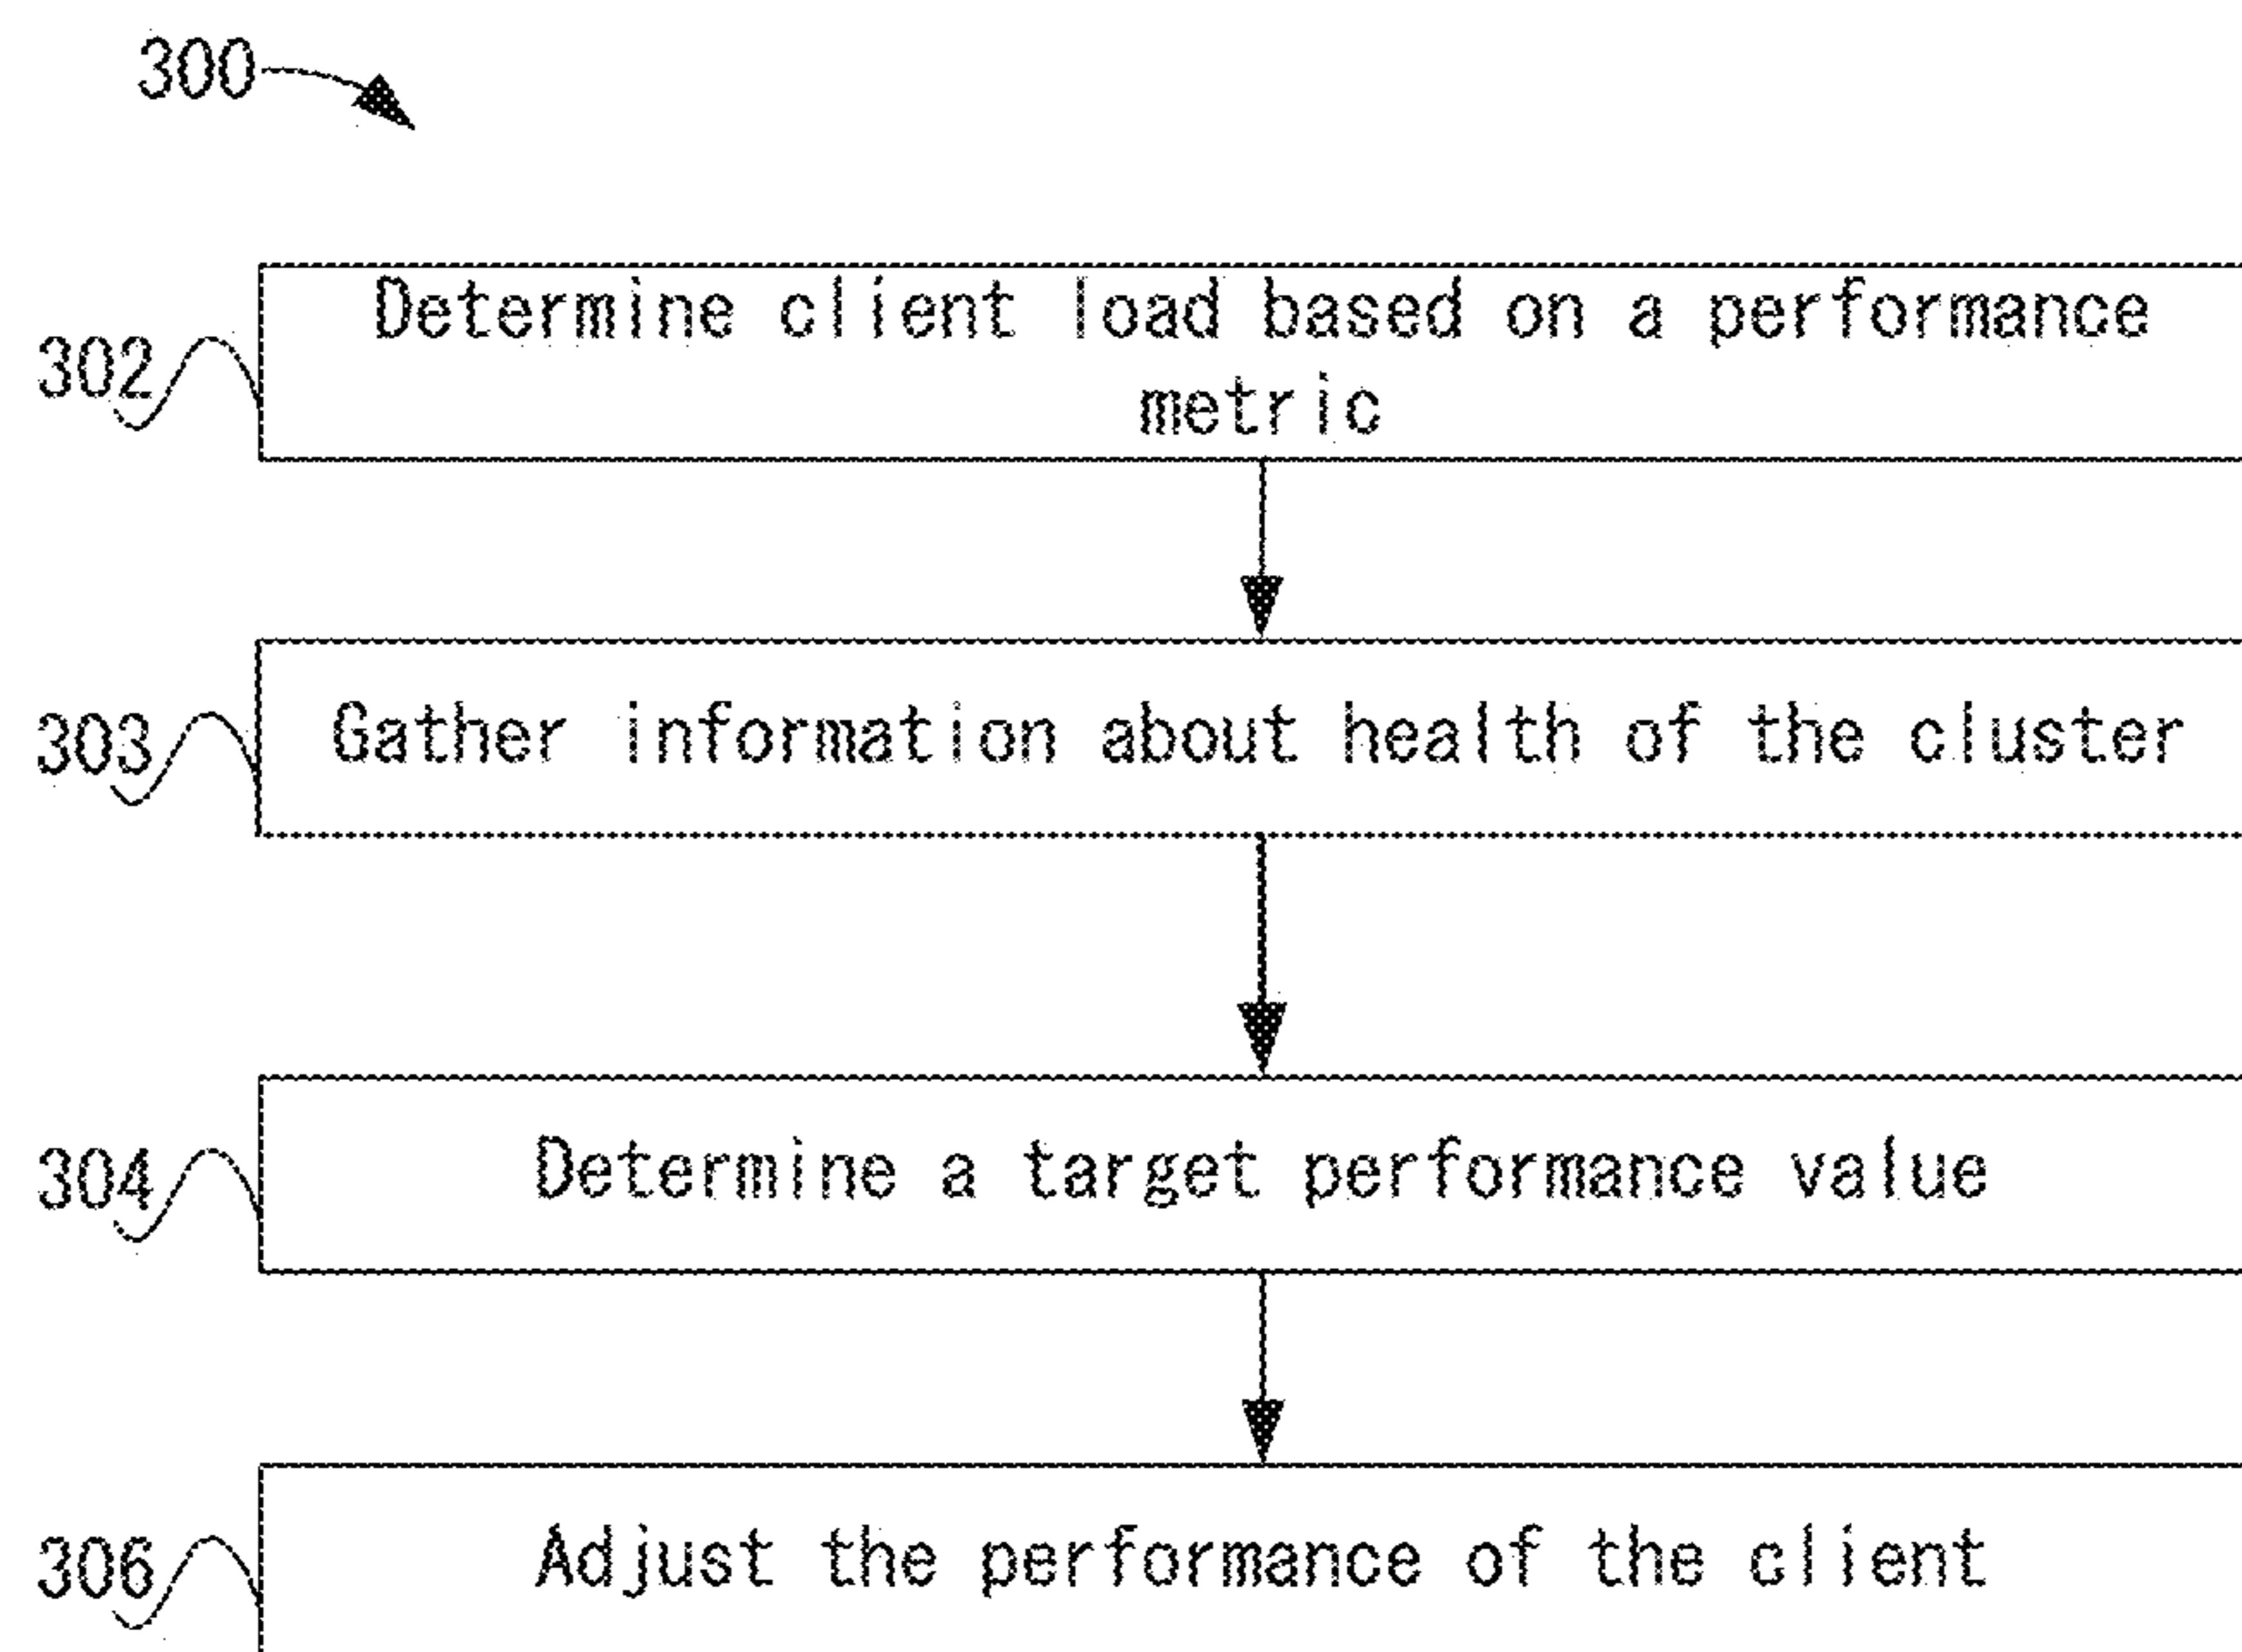 300
302
Determine client load based on a performance
metric
303
Gather information about health of the cluster
304
Determine a target performance value
306
Adjust the performance of the client